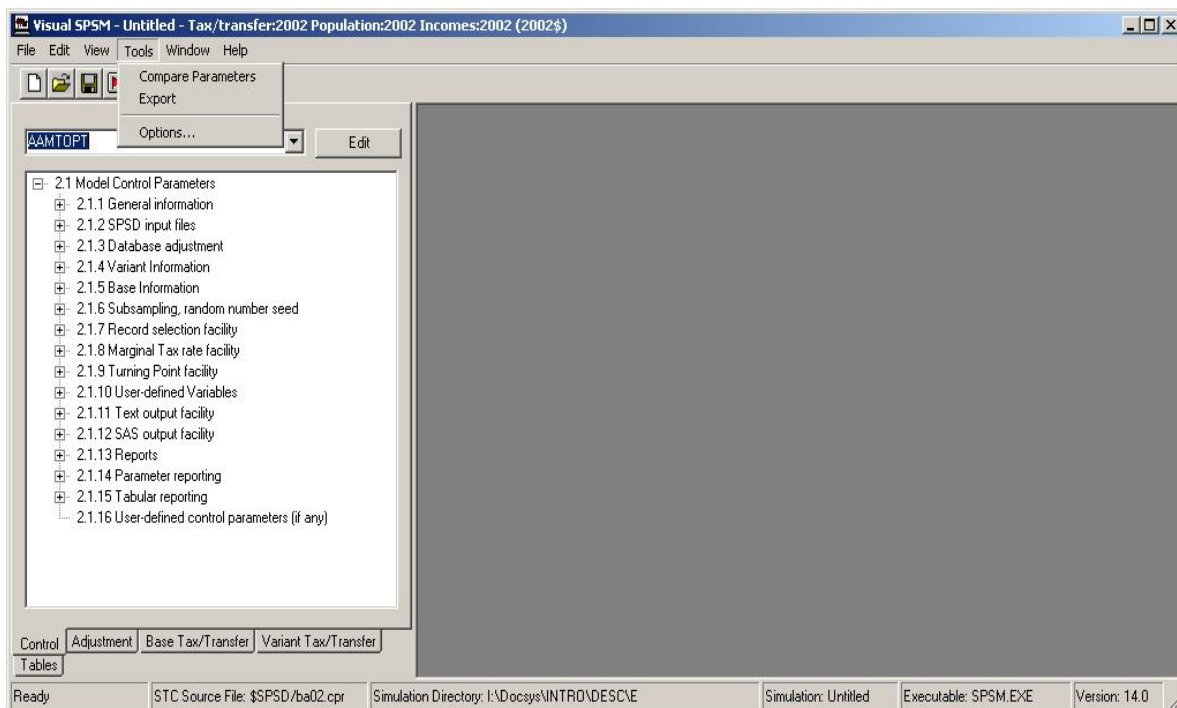 Visual SPSM - Untitled - Tax/transfer:2002 Population:2002 Incomes:2002 (2002$)
File Edit View Tools Window Help
Compare Parameters
Export
Options...
AAMTOPT
Edit
2.1 Model Control Parameters
2.1.1 General information
2.1.2 SPSD input files
2.1.3 Database adjustment
2.1.4 Variant Information
2.1.5 Base Information
2.1.6 Subsampling, random number seed
2.1.7 Record selection facility
2.1.8 Marginal Tax rate facility
2.1.9 Turning Point facility
2.1.10 User-defined Variables
2.1.11 Text output facility
2.1.12 SAS output facility
2.1.13 Reports
2.1.14 Parameter reporting
2.1.15 Tabular reporting
2.1.16 User-defined control parameters (if any)
Control Adjustment Base Tax/Transfer Variant Tax/Transfer
Tables
Ready STC Source File: $SPSD/ba02.cpr Simulation Directory: I:\Docsys\INTRO\DESC\E Simulation: Untitled Executable: SPSM.EXE Version: 14.0